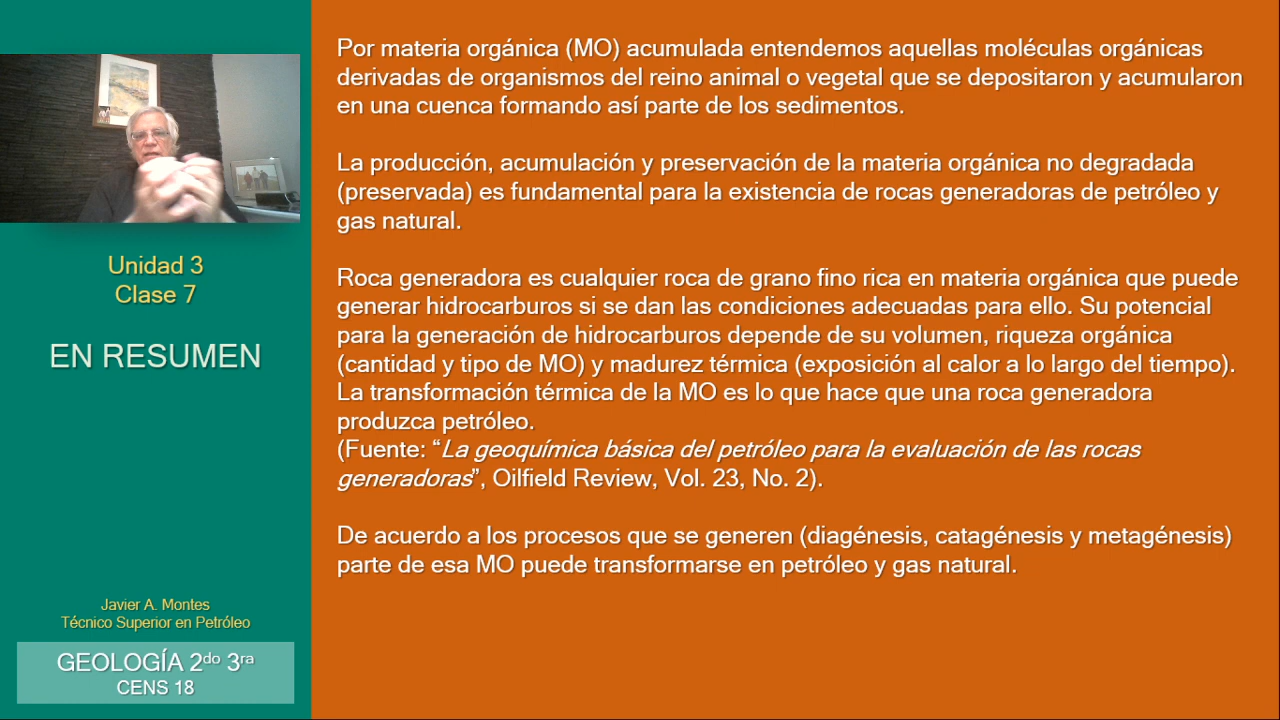 Por materia orgánica (MO) acumulada entendemos aquellas moléculas orgánicas
derivadas de organismos del reino animal o vegetal que se depositaron y acumularon
en una cuenca formando así parte de los sedimentos.
La producción, acumulación y preservación de la materia orgánica no degradada
(preservada) es fundamental para la existencia de rocas generadoras de petróleo y
gas natural.
Roca generadora es cualquier roca de grano fino rica en materia orgánica que puede
generar hidrocarburos si se dan las condiciones adecuadas para ello. Su potencial
para la generación de hidrocarburos depende de su volumen, riqueza orgánica
(cantidad y tipo de MO) y madurez térmica (exposición al calor a lo largo del tiempo).
La transformación térmica de la MO es lo que hace que una roca generadora
produzca petróleo.
(Fuente: “La geoquímica básica del petróleo para la evaluación de las rocas
generadoras”, Oilfield Review, Vol. 23, No. 2).
De acuerdo a los procesos que se generen (diagénesis, catagénesis y metagénesis)
parte de esa MO puede transformarse en petróleo y gas natural.
Unidad 3
Clase 7
EN RESUMEN
Javier A. Montes
Técnico Superior en Petróleo
GEOLOGÍA 2do 3ra
CENS 18